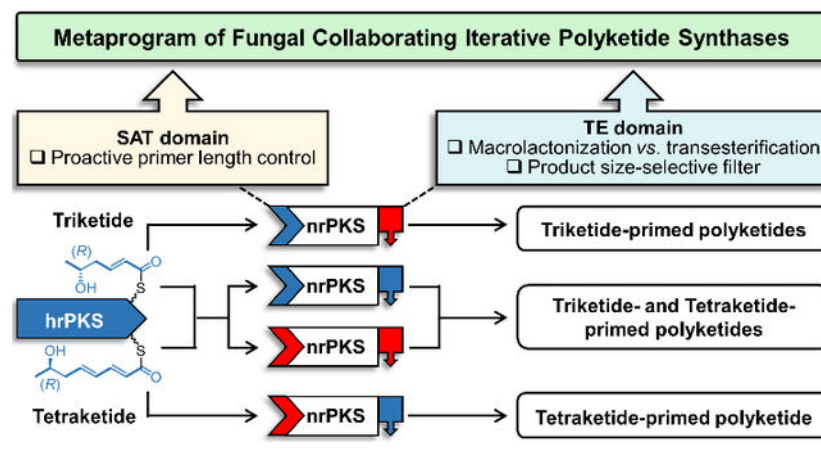 Metaprogram of Fungal Collaborating Iterative Polyketide Synthases
SAT domain
❑ Proactive primer length control
TE domain
❑ Macrolactonization vs. transesterification
❑ Product size-selective filter
Triketide
(R)
O
OH
S
hrPKS
OH
S
O
(R)
Tetraketide
nrPKS
nrPKS
nrPKS
nrPKS
Triketide-primed polyketides
Triketide- and Tetraketide-
primed polyketides
Tetraketide-primed polyketide